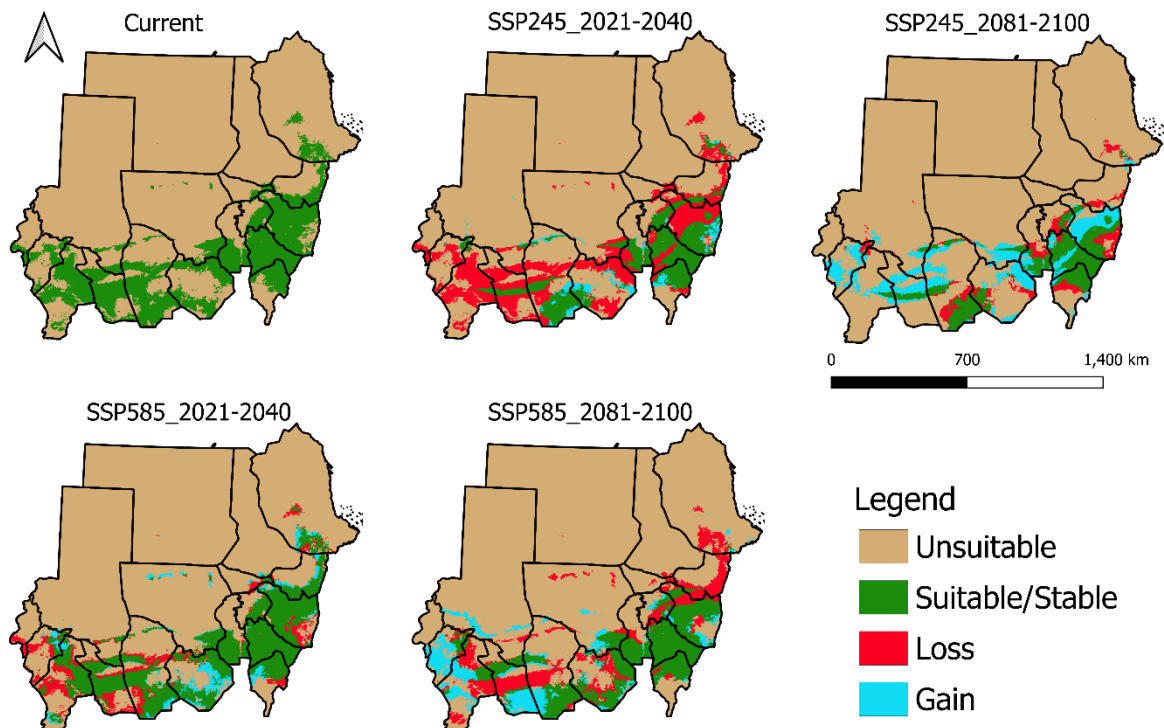 Current
SSP245_2021-2040
SSP245_2081-2100
0 700 1,400 km
SSP585_2021-2040
SSP585_2081-2100
Legend
Unsuitable
Suitable/Stable
Loss
Gain